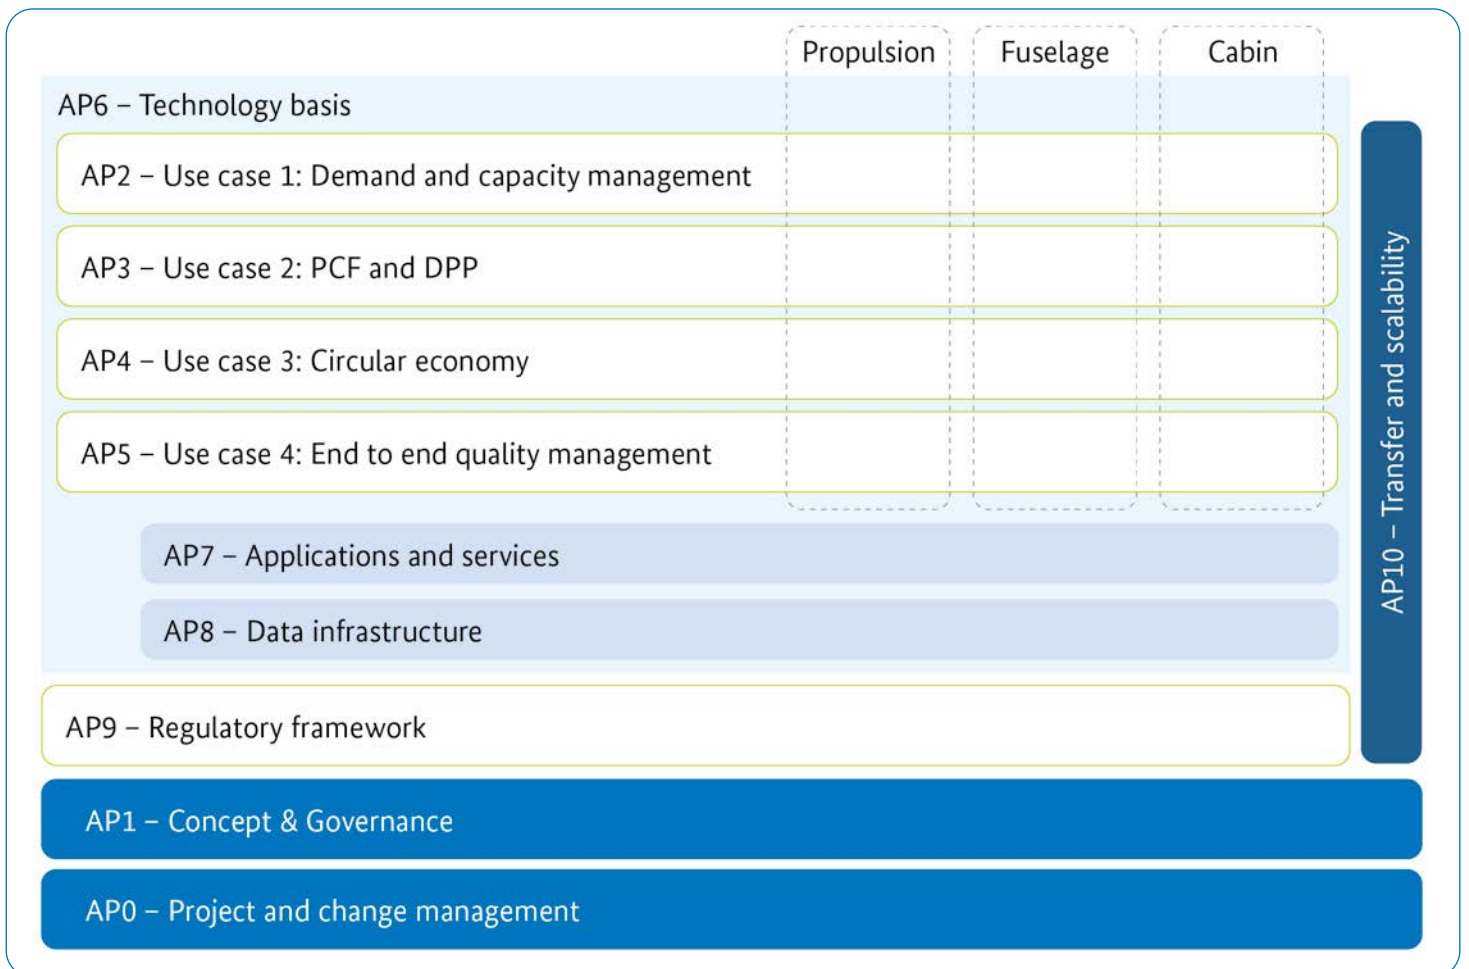 Propulsion
Fuselage
Cabin
AP6 – Technology basis
AP2 – Use case 1: Demand and capacity management
AP3 – Use case 2: PCF and DPP
AP4 – Use case 3: Circular economy
AP5 – Use case 4: End to end quality management
AP7 – Applications and services
AP8 – Data infrastructure
AP9 – Regulatory framework
AP10 – Transfer and scalability
AP1 – Concept & Governance
AP0 – Project and change management